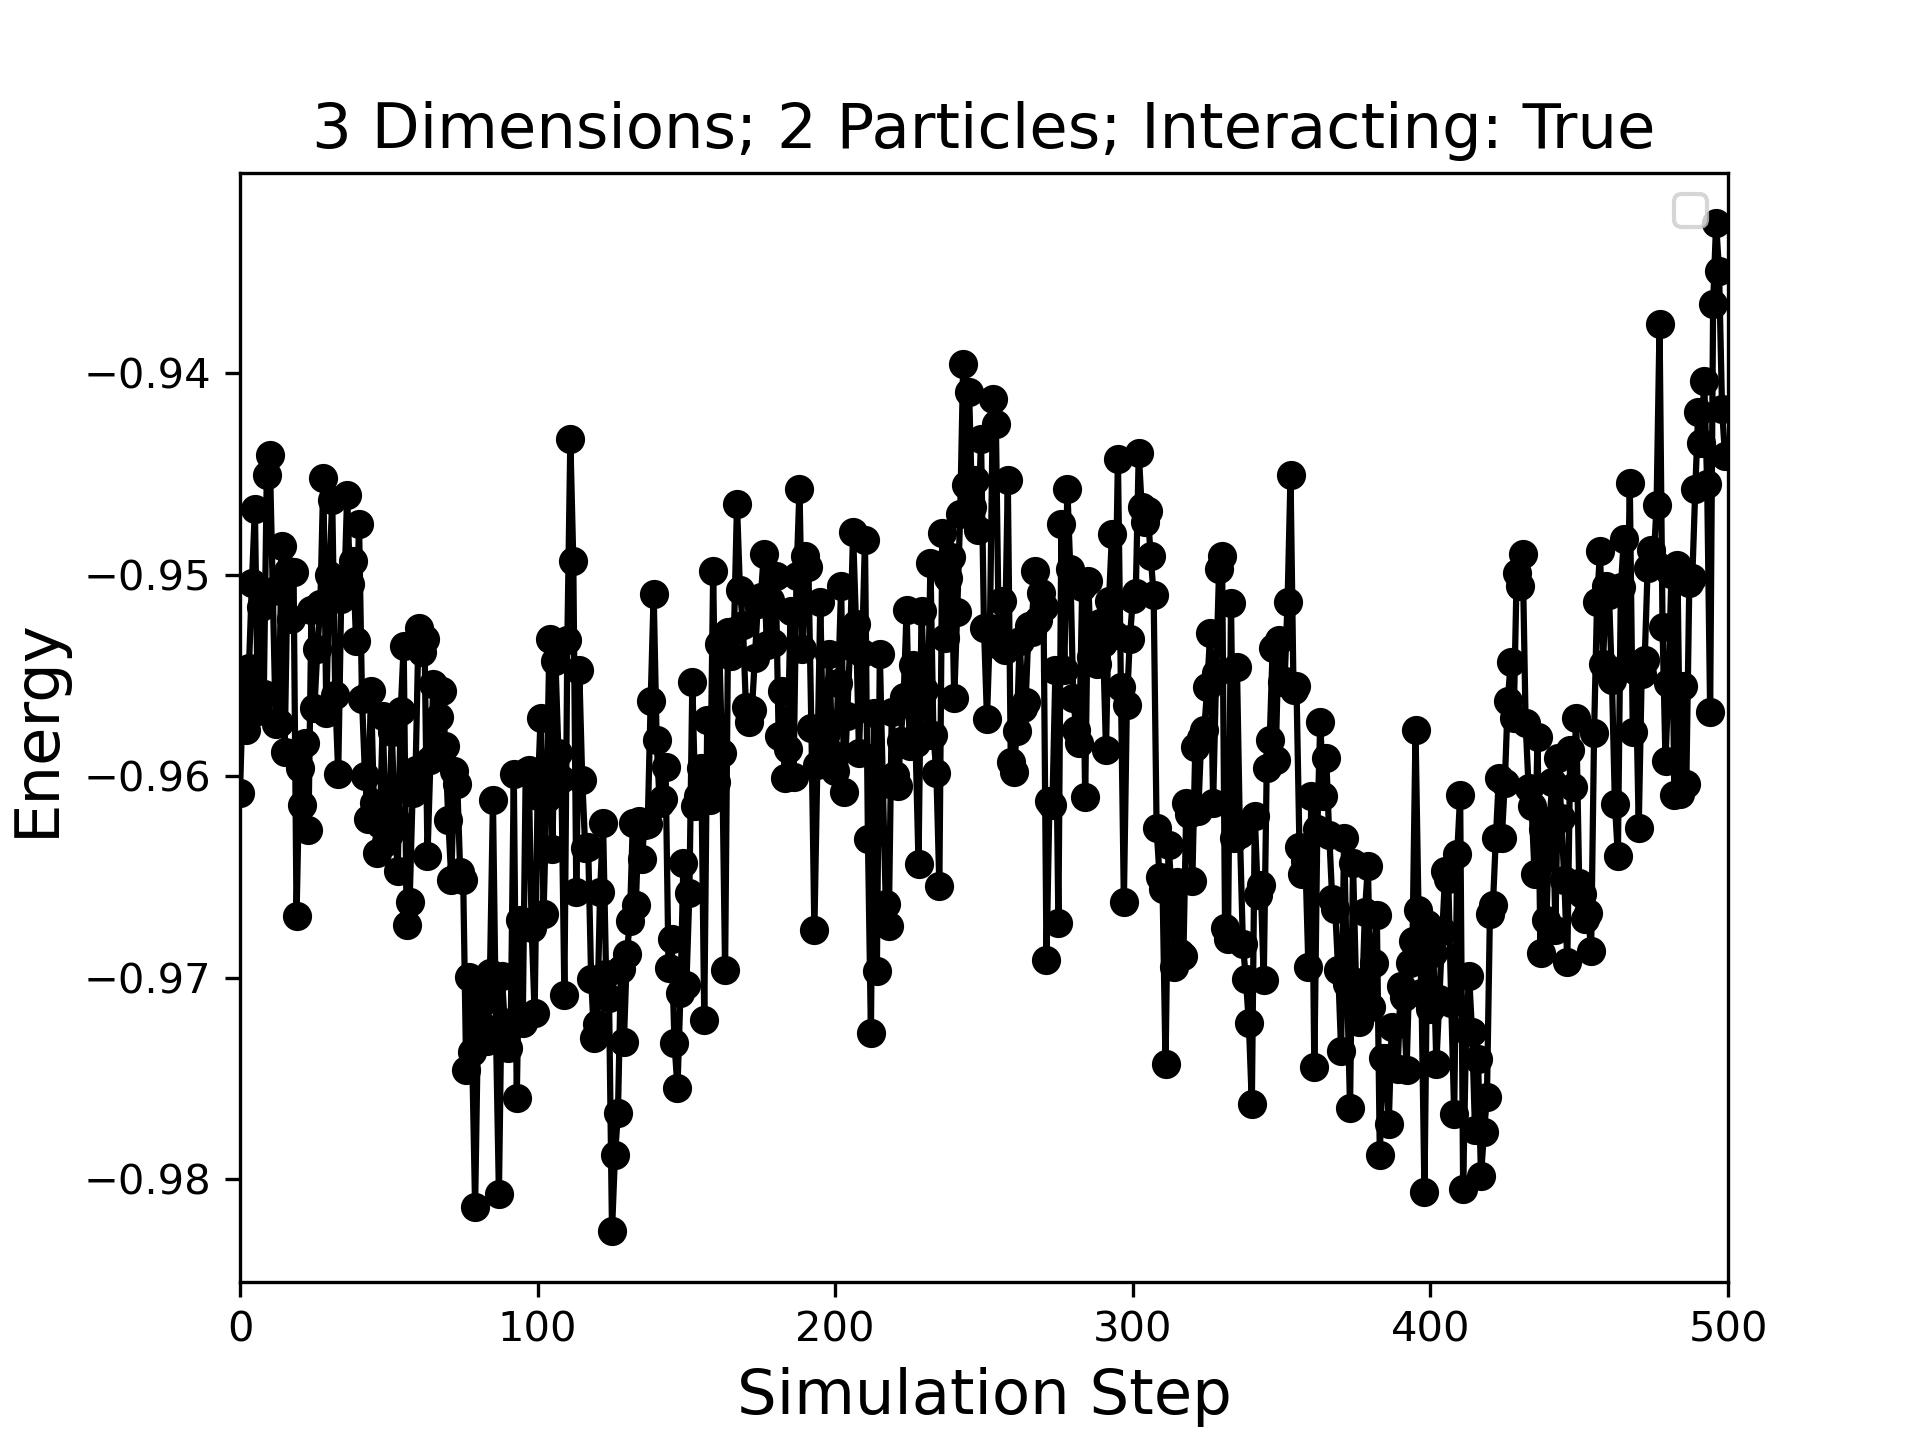 3 Dimensions; 2 Particles; Interacting: True
Energy
−0.94
−0.95
−0.96
−0.97
−0.98
0 100 200 300 400 500
Simulation Step